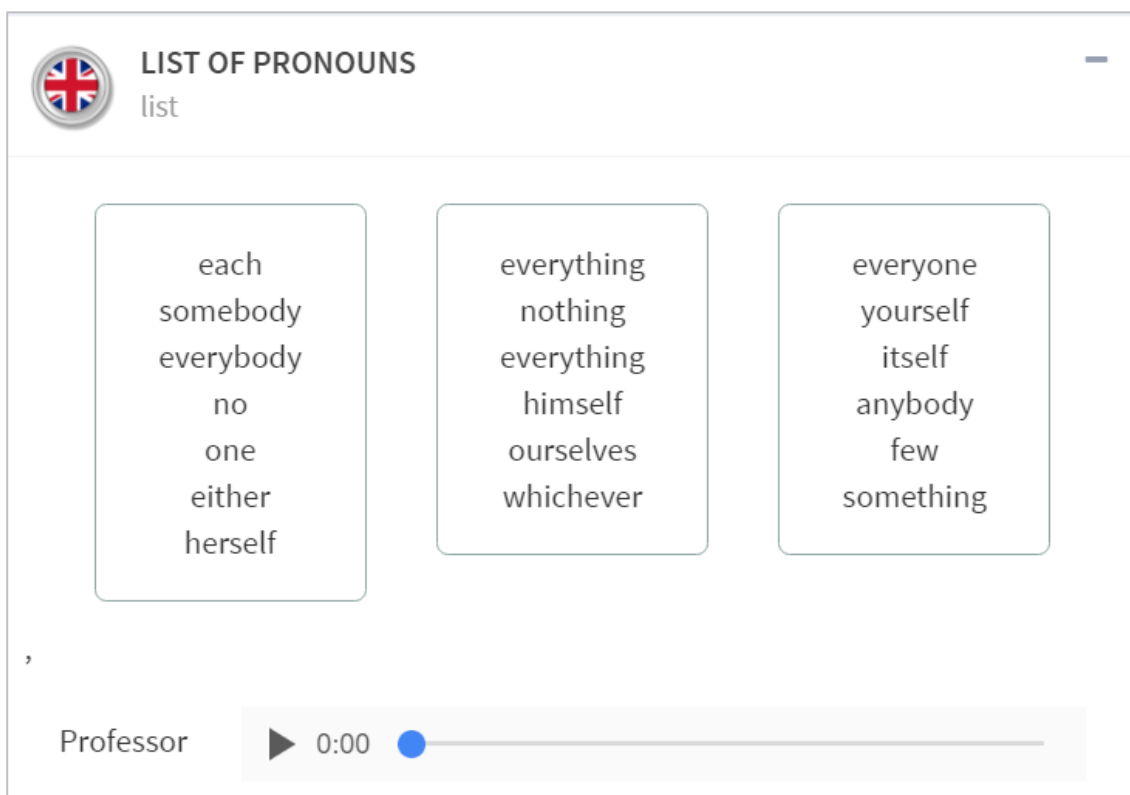 LIST OF PRONOUNS
list
each
somebody
everybody
no
one
either
herself
everything
nothing
everything
himself
ourselves
whichever
everyone
yourself
itself
anybody
few
something
,
Professor
0:00